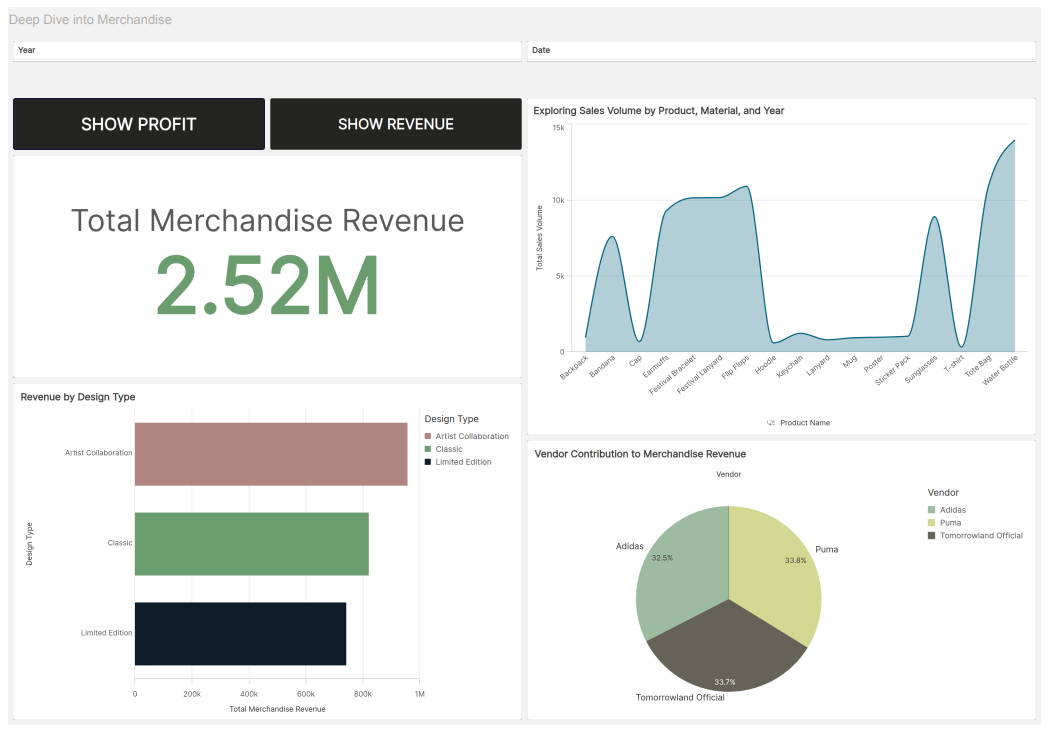 Deep Dive into Merchandise
Year
Date
SHOW PROFIT
SHOW REVENUE
Total Merchandise Revenue
2.52M
Exploring Sales Volume by Product, Material, and Year
Total Sales Volume
15k
10k
5k
0
Backpack
Bandana
Cap
Earmuffs
Festival Bracelet
Festival Lanyard
Flip Flops
Hoodie
Keychain
Lanyard
Mug
Poster
Sticker Pack
Sunglasses
T-shirt
Tote Bag
Water Bottle
Product Name
Revenue by Design Type
Design Type
Artist Collaboration
Classic
Limited Edition
0
200k
400k
600k
800k
1M
Total Merchandise Revenue
Design Type
Artist Collaboration
Classic
Limited Edition
Vendor Contribution to Merchandise Revenue
Vendor
Adidas
32.5%
Puma
33.8%
33.7%
Tomorrowland Official
Vendor
Adidas
Puma
Tomorrowland Official